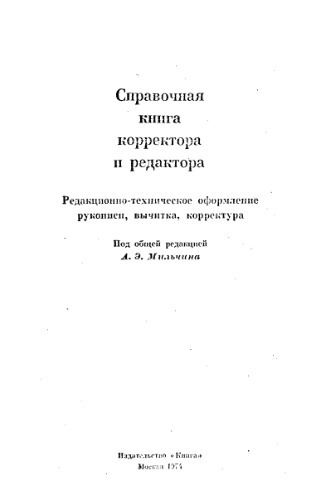 Справочная
книга
корректора
и редактора
Редакционно-техническое оформление
рукописи, вычитка, корректура
Под общей редакцией
А. Э. Мильчина
Издательство «Книга»
Москва 1974